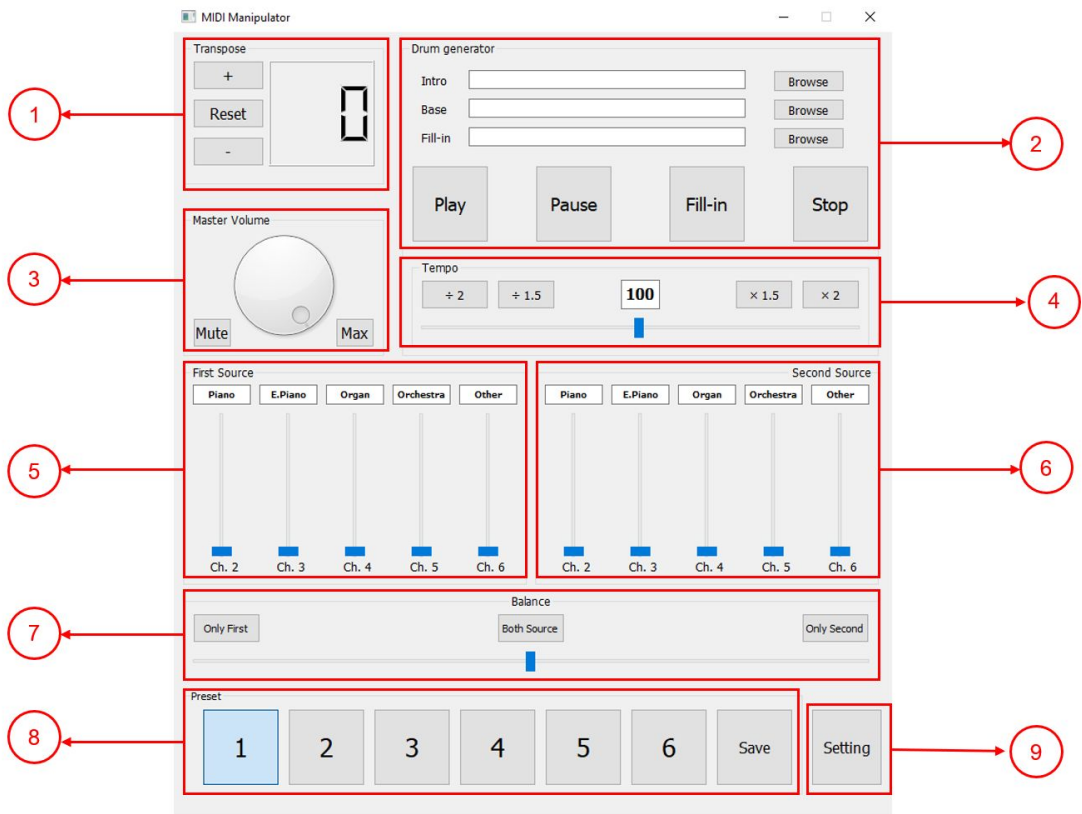 MIDI Manipulator
Transpose
+
Reset
-
0
1
Drum generator
Intro Browse
Base Browse
Fill-in Browse
Play Pause Fill-in Stop
2
Master Volume
Mute Max
3
Tempo
÷ 2 ÷ 1.5 100 × 1.5 × 2
4
First Source
Piano E.Piano Organ Orchestra Other
Ch. 2 Ch. 3 Ch. 4 Ch. 5 Ch. 6
5
Second Source
Piano E.Piano Organ Orchestra Other
Ch. 2 Ch. 3 Ch. 4 Ch. 5 Ch. 6
6
Balance
Only First Both Source Only Second
7
Preset
1 2 3 4 5 6 Save
8
Setting
9